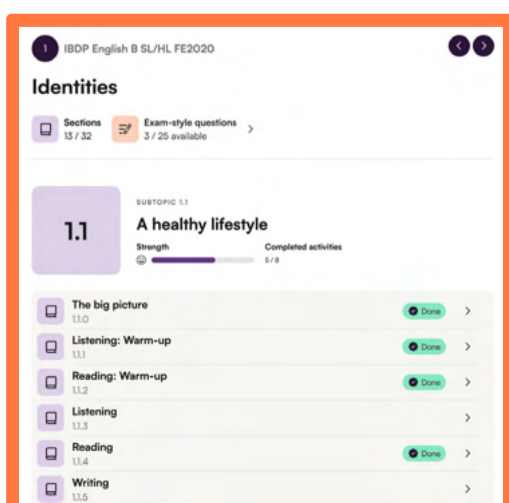 1 IBDP English B SL/HL FE2020
Identities
Sections
13 / 32
Exam-style questions
3 / 25 available
1.1
SUBTOPIC 1.1
A healthy lifestyle
Strength
Completed activities
5/8
The big picture
1.1.0
Done
Listening: Warm-up
1.1.1
Done
Reading: Warm-up
1.1.2
Done
Listening
1.1.3
Reading
1.1.4
Done
Writing
1.1.5